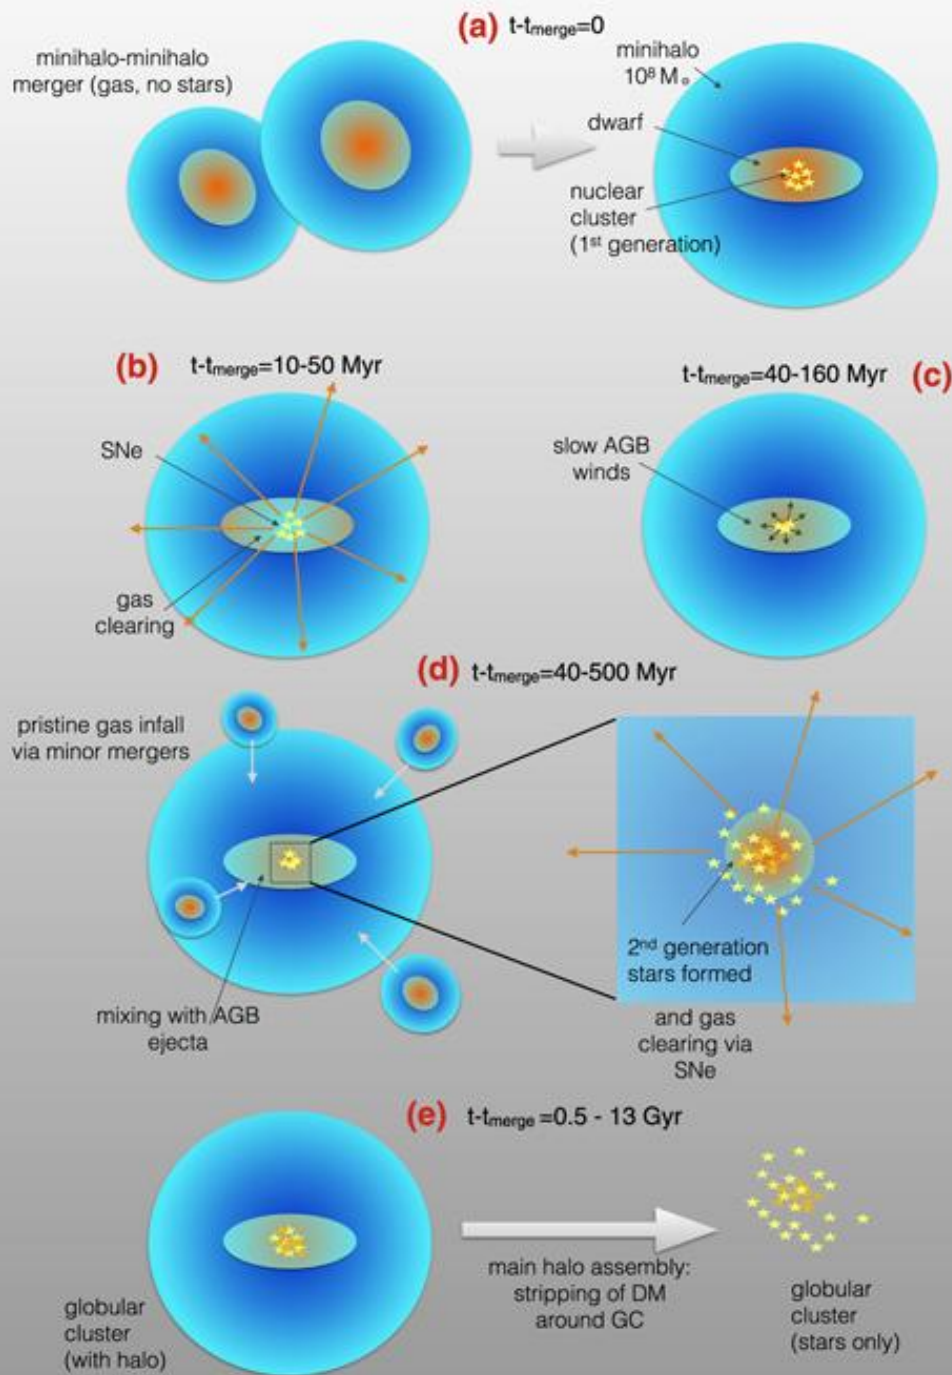 (a) t-tmerge=0
minihalo-minihalo
merger (gas, no stars)
minihalo
10⁸ M∘
dwarf
nuclear
cluster
(1st generation)
(b) t-tmerge=10-50 Myr
SNe
gas
clearing
t-tmerge=40-160 Myr (c)
slow AGB
winds
(d) t-tmerge=40-500 Myr
pristine gas infall
via minor mergers
mixing with AGB
ejecta
2nd generation
stars formed
and gas
clearing via
SNe
(e) t-tmerge =0.5 - 13 Gyr
globular
cluster
(with halo)
main halo assembly:
stripping of DM
around GC
globular
cluster
(stars only)